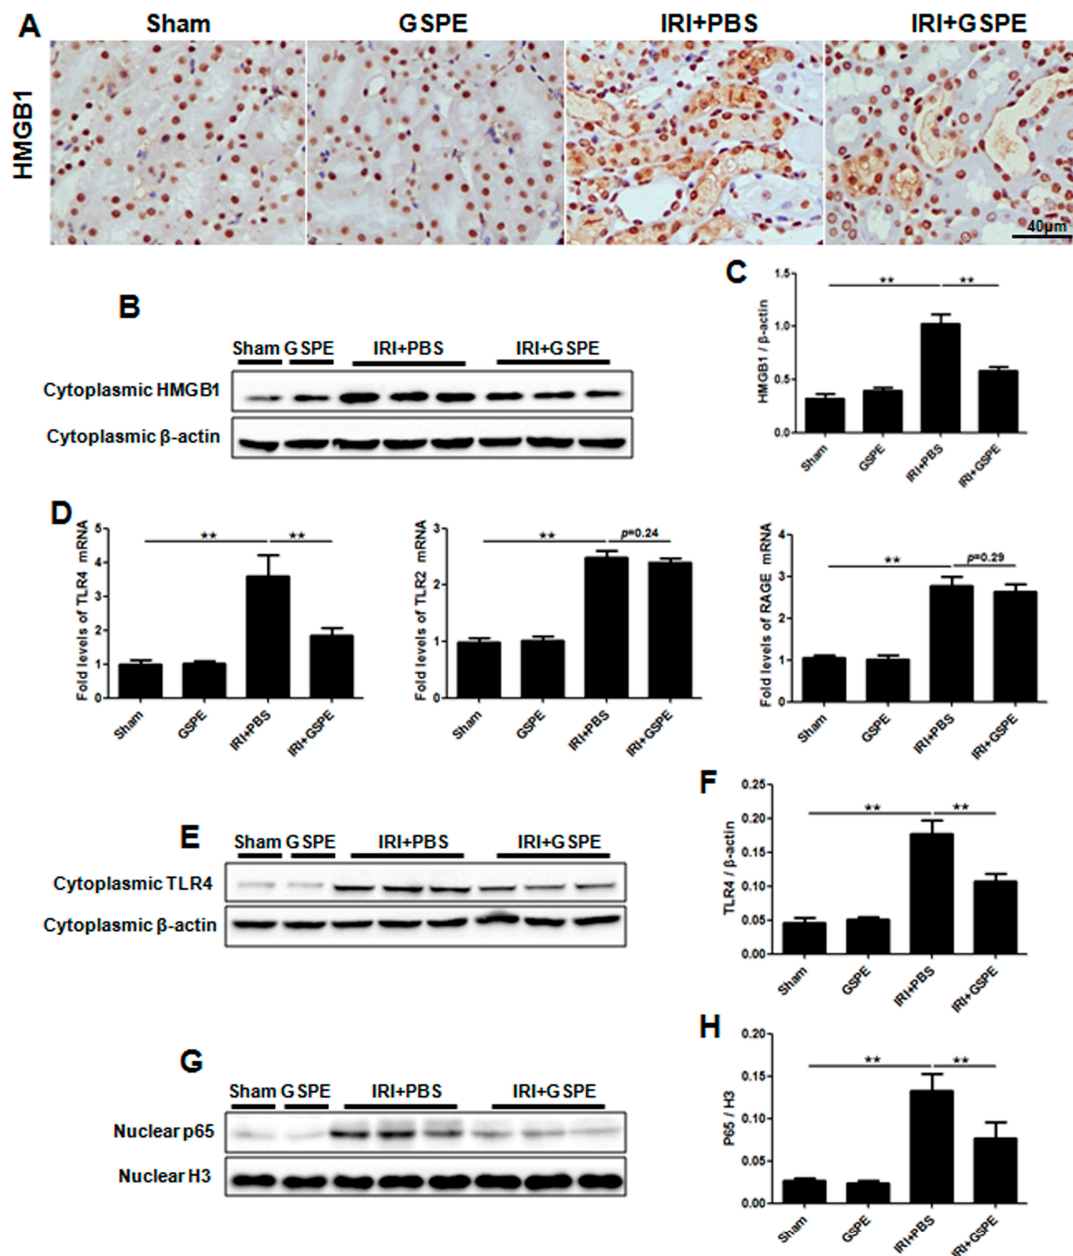 A
Sham
GSPE
IRI+PBS
IRI+GSPE
HMGB1
40μm
B
Sham GSPE IRI+PBS IRI+GSPE
Cytoplasmic HMGB1
Cytoplasmic β-actin
C
HMGB1 / β-actin
1.5
1.0
0.5
0.0
** **
Sham
GSPE
IRI+PBS
IRI+GSPE
D
Fold levels of TLR4 mRNA
5
4
3
2
1
0
** **
Sham
GSPE
IRI+PBS
IRI+GSPE
Fold levels of TLR2 mRNA
3
2
1
0
** p=0.24
Sham
GSPE
IRI+PBS
IRI+GSPE
Fold levels of RAGE mRNA
4
3
2
1
0
** p=0.29
Sham
GSPE
IRI+PBS
IRI+GSPE
E
Sham GSPE IRI+PBS IRI+GSPE
Cytoplasmic TLR4
Cytoplasmic β-actin
F
TLR4 / β-actin
0.25
0.20
0.15
0.10
0.05
0.00
** **
Sham
GSPE
IRI+PBS
IRI+GSPE
G
Sham GSPE IRI+PBS IRI+GSPE
Nuclear p65
Nuclear H3
H
P65 / H3
0.20
0.15
0.10
0.05
0.00
** **
Sham
GSPE
IRI+PBS
IRI+GSPE